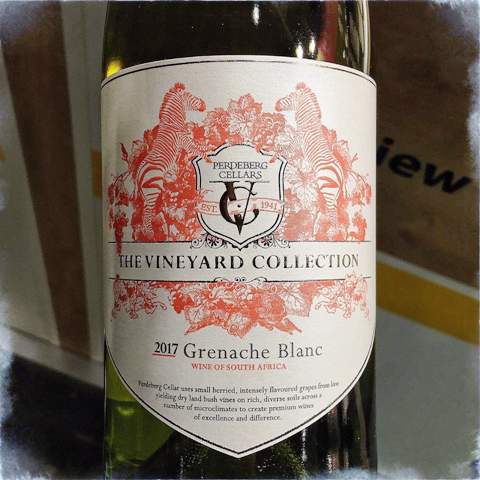 PERDEBERG
CELLARS
VC
EST. 1941
THE VINEYARD COLLECTION
2017 Grenache Blanc
WINE OF SOUTH AFRICA
Perdeberg Cellar uses small berried, intensely flavoured grapes from low
yielding dry land bush vines on rich, diverse soils across a
number of microclimates to create premium wines
of excellence and difference.
iew